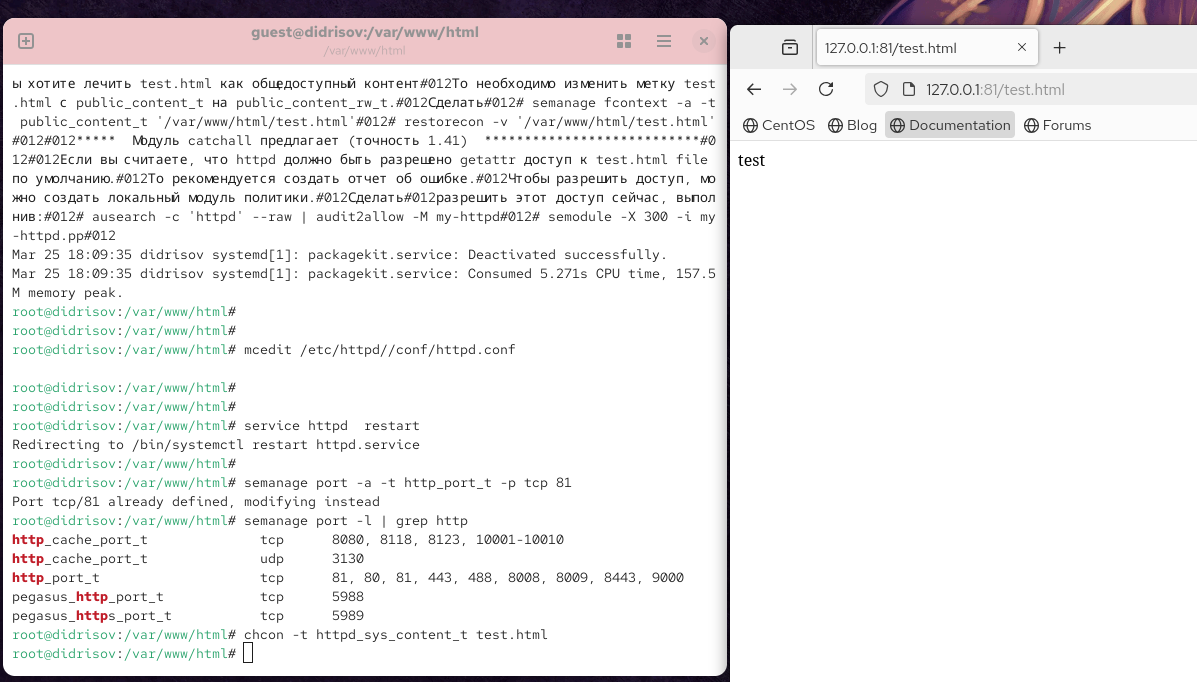 guest@didrisov:/var/www/html
/var/www/html
ы хотите лечить test.html как общедоступный контент#012То необходимо изменить метку test
.html с public_content_t на public_content_rw_t.#012Сделать#012# semanage fcontext -a -t
public_content_t '/var/www/html/test.html'#012# restorecon -v '/var/www/html/test.html'
#012#012***** Модуль catchall предлагает (точность 1.41) ***************************#0
12#012Если вы считаете, что httpd должно быть разрешено getattr доступ к test.html file
по умолчанию.#012То рекомендуется создать отчет об ошибке.#012Чтобы разрешить доступ, мо
жно создать локальный модуль политики.#012Сделать#012разрешить этот доступ сейчас, выпол
нив:#012# ausearch -c 'httpd' --raw | audit2allow -M my-httpd#012# semodule -X 300 -i my
-httpd.pp#012
Mar 25 18:09:35 didrisov systemd[1]: packagekit.service: Deactivated successfully.
Mar 25 18:09:35 didrisov systemd[1]: packagekit.service: Consumed 5.271s CPU time, 157.5
M memory peak.
root@didrisov:/var/www/html#
root@didrisov:/var/www/html#
root@didrisov:/var/www/html# mcedit /etc/httpd//conf/httpd.conf
root@didrisov:/var/www/html#
root@didrisov:/var/www/html#
root@didrisov:/var/www/html# service httpd  restart
Redirecting to /bin/systemctl restart httpd.service
root@didrisov:/var/www/html#
root@didrisov:/var/www/html# semanage port -a -t http_port_t -p tcp 81
Port tcp/81 already defined, modifying instead
root@didrisov:/var/www/html# semanage port -l | grep http
http_cache_port_t tcp 8080, 8118, 8123, 10001-10010
http_cache_port_t udp 3130
http_port_t tcp 81, 80, 81, 443, 488, 8008, 8009, 8443, 9000
pegasus_http_port_t tcp 5988
pegasus_https_port_t tcp 5989
root@didrisov:/var/www/html# chcon -t httpd_sys_content_t test.html
root@didrisov:/var/www/html#
127.0.0.1:81/test.html
127.0.0.1:81/test.html
CentOS Blog Documentation Forums
test